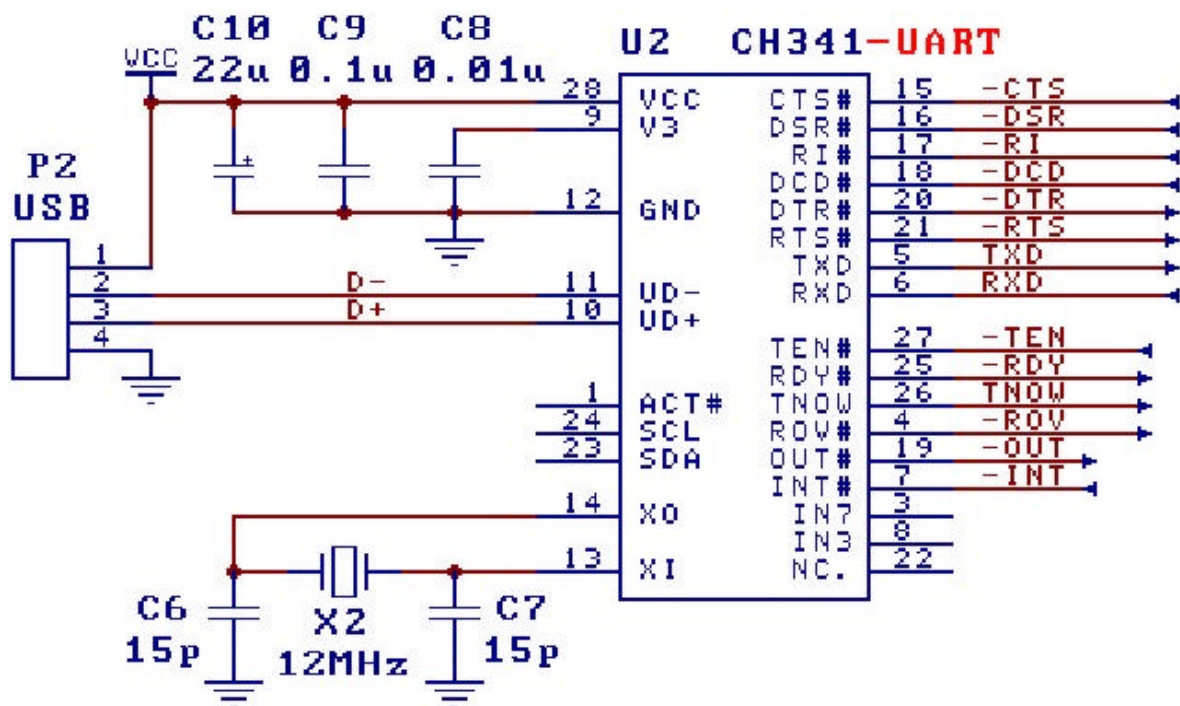 C10 C9 C8
22u 0.1u 0.01u
VCC
U2 CH341-UART
P2
USB
1
2
3
4
D-
D+
28 VCC
9 V3
12 GND
11 UD-
10 UD+
1 ACT#
24 SCL
23 SDA
14 XO
13 XI
CTS# 15 -CTS
DSR# 16 -DSR
RI# 17 -RI
DCD# 18 -DCD
DTR# 20 -DTR
RTS# 21 -RTS
TXD 5 TXD
RXD 6 RXD
TEN# 27 -TEN
RDY# 25 -RDY
TNOW 26 TNOW
ROV# 4 -ROV
OUT# 19 -OUT
INT# 7 -INT
IN7 3
IN3 8
NC. 22
C6
15p
X2
12MHz
C7
15p